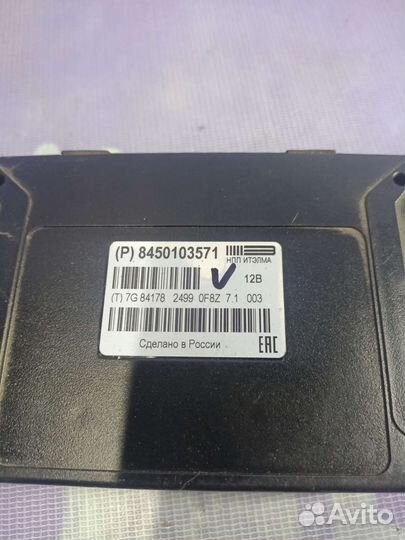 (P) 8450103571
НПП ИТЭЛМА
12В
(T) 7G 84178 2499 0F8Z 7.1 003
Сделано в России
EAC
Avito